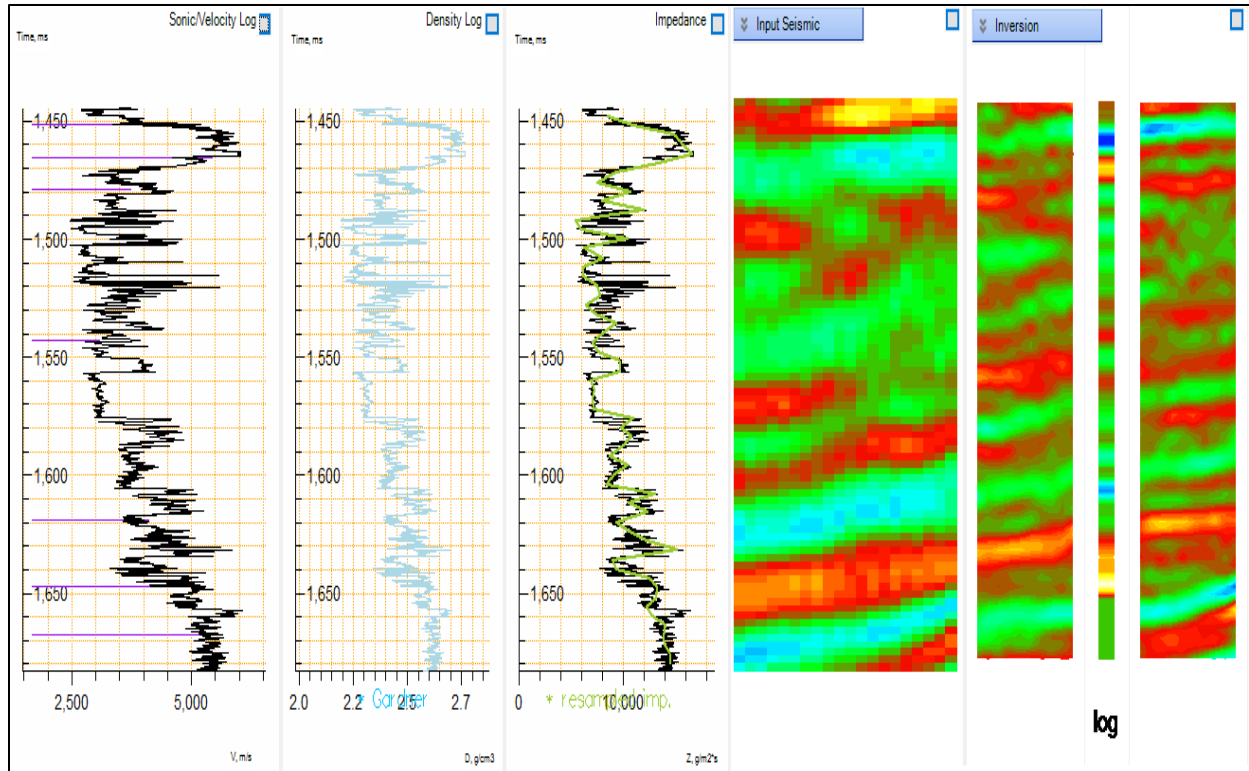 Sonic/Velocity Log
Time, ms
1,450
1,500
1,550
1,600
1,650
2,500 5,000
V, m/s
Density Log
Time, ms
1,450
1,500
1,550
1,600
1,650
2.0 2.2 2.5 2.7
* Gardner
D, g/cm3
Impedance
Time, ms
1,450
1,500
1,550
1,600
1,650
0 10,000
* resampled imp.
Z, g/m2*s
Input Seismic
Inversion
log